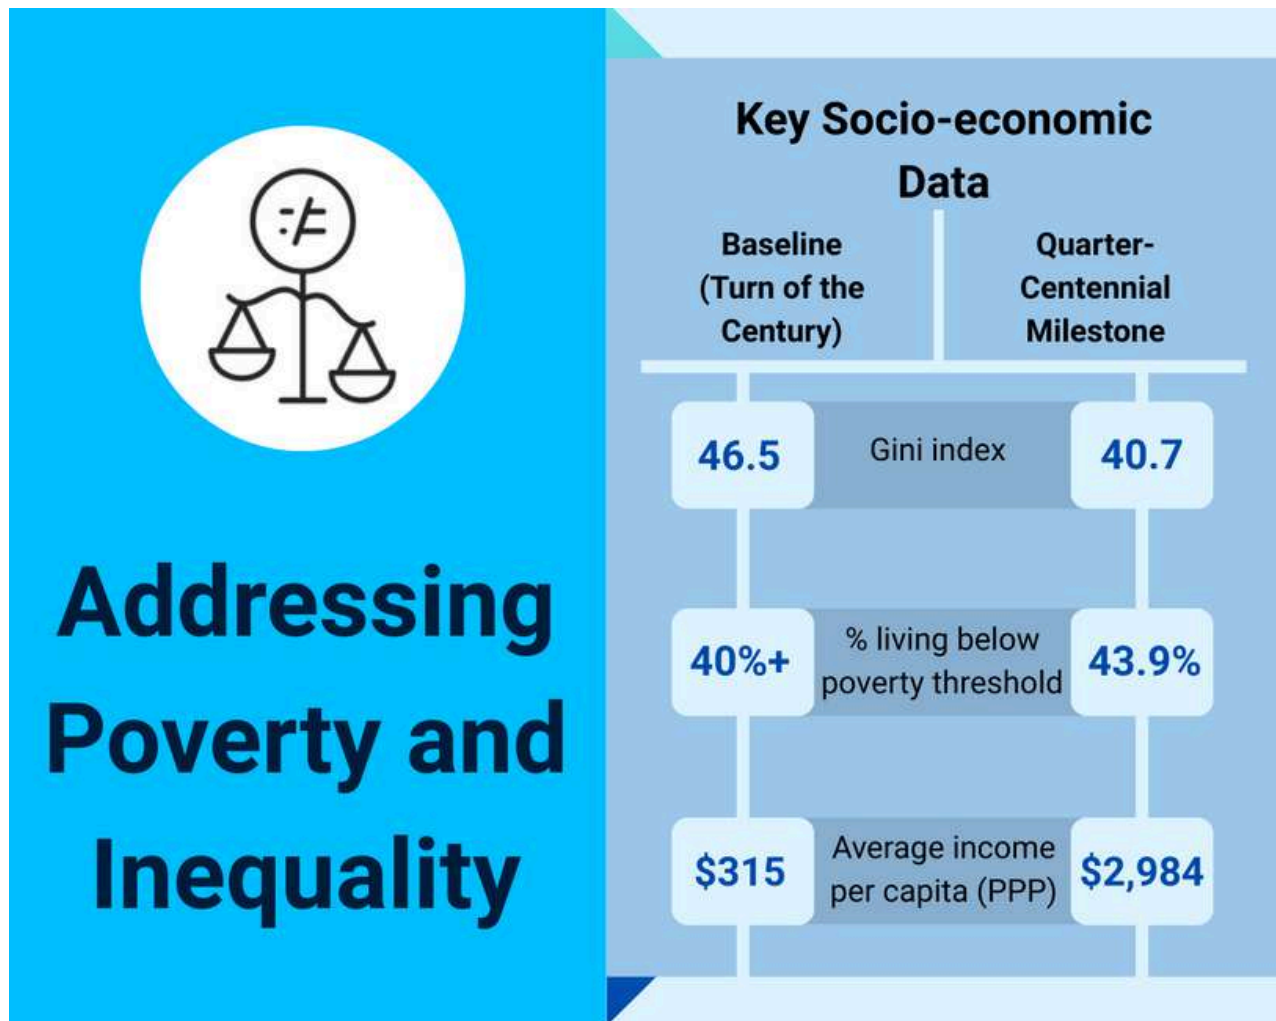 Addressing
Poverty and
Inequality
Key Socio-economic
Data
Baseline
(Turn of the
Century)
Quarter-
Centennial
Milestone
46.5
Gini index
40.7
40%+
% living below
poverty threshold
43.9%
$315
Average income
per capita (PPP)
$2,984